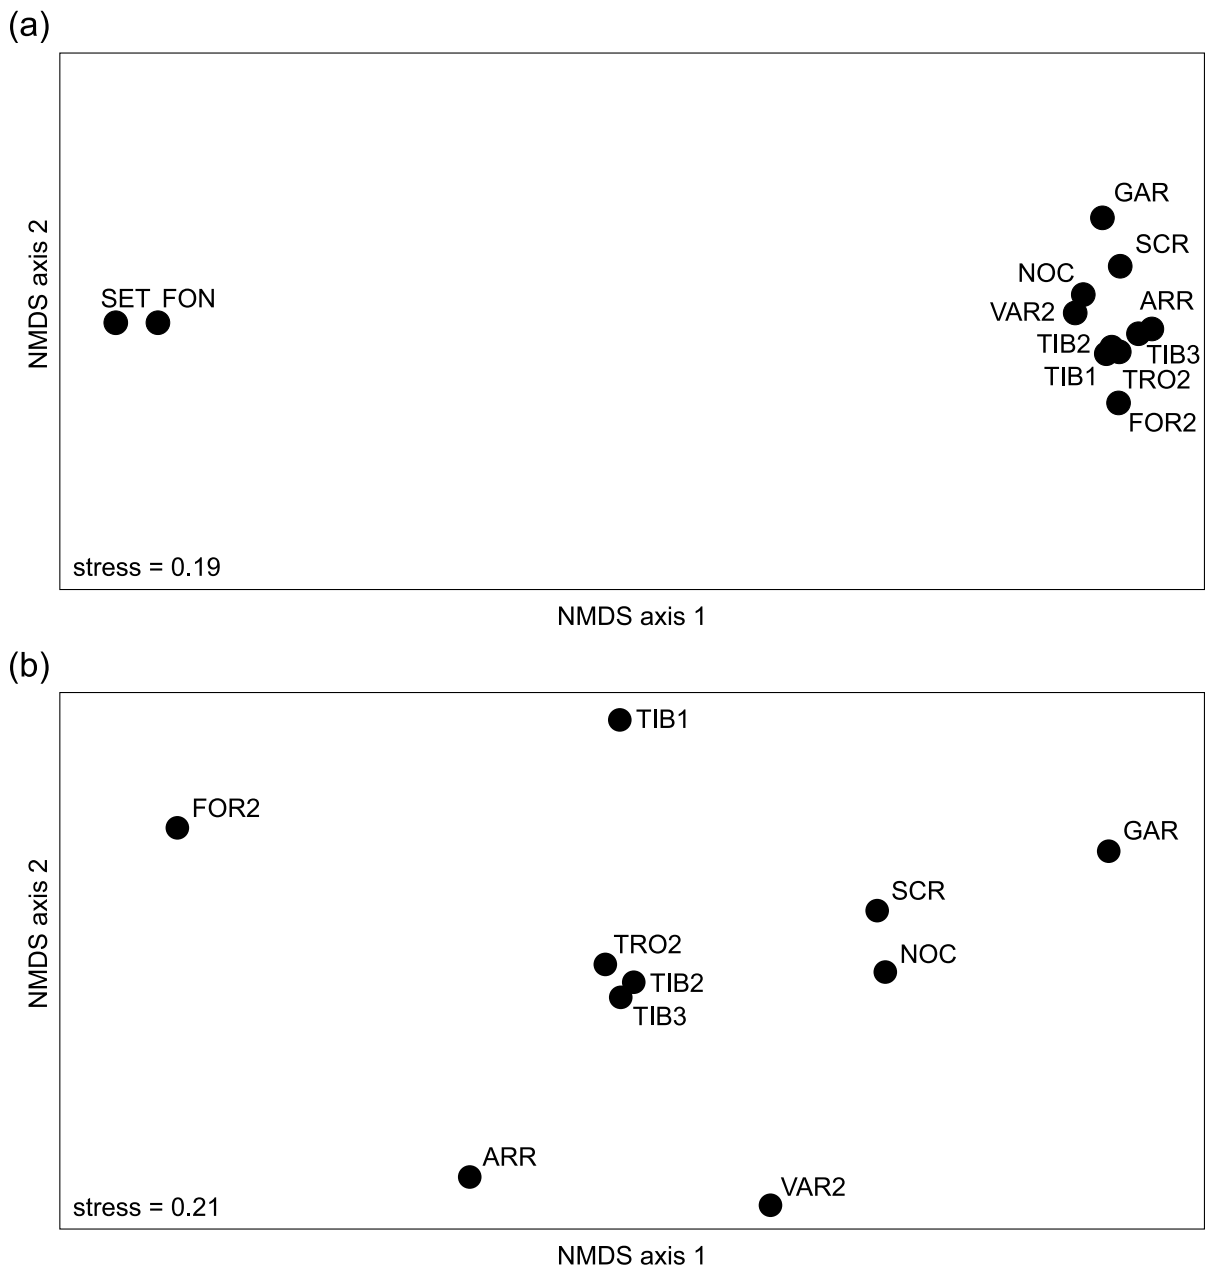 (a)
NMDS axis 2
GAR
SCR
NOC
SET FON
ARR
VAR2
TIB2
TIB3
TIB1
TRO2
FOR2
stress = 0.19
NMDS axis 1
(b)
NMDS axis 2
TIB1
FOR2
GAR
SCR
TRO2
NOC
TIB2
TIB3
ARR
VAR2
stress = 0.21
NMDS axis 1